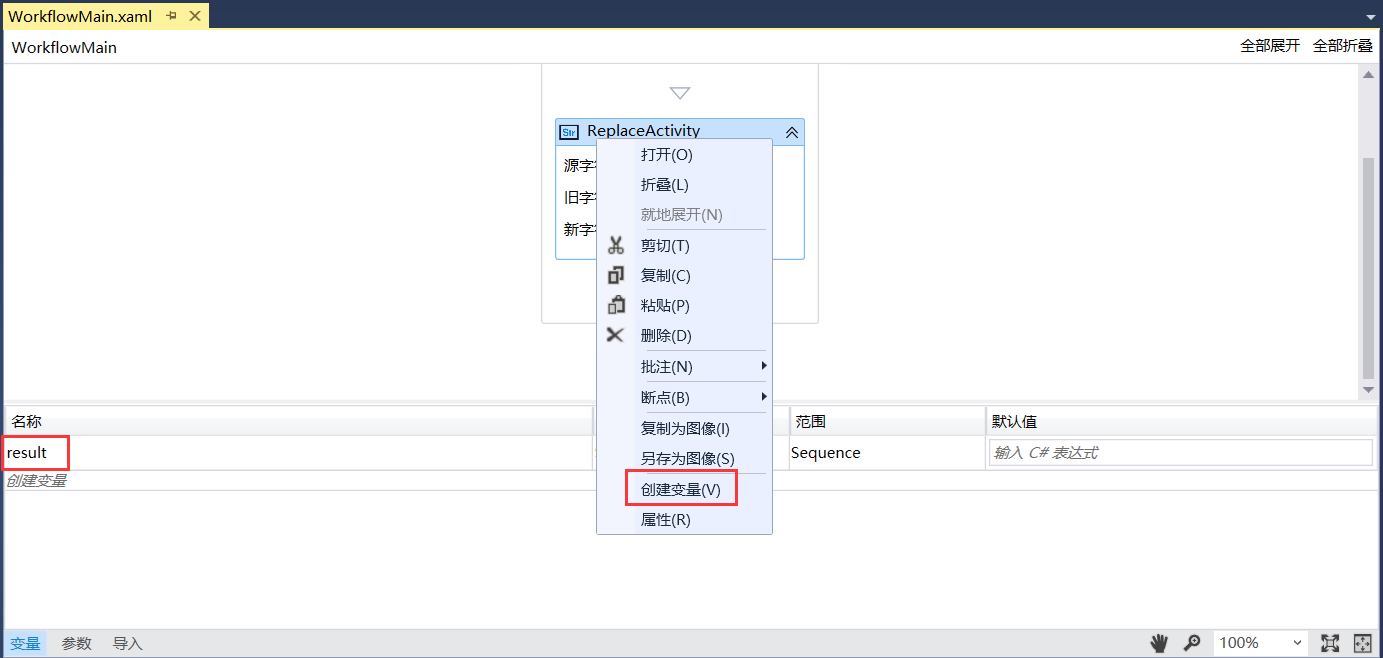 WorkflowMain.xaml
WorkflowMain 全部展开 全部折叠
Str ReplaceActivity
源字
旧字
新字
打开(O)
折叠(L)
就地展开(N)
剪切(T)
复制(C)
粘贴(P)
删除(D)
批注(N)
断点(B)
复制为图像(I)
另存为图像(S)
创建变量(V)
属性(R)
名称 范围 默认值
result Sequence 输入 C# 表达式
创建变量
变量 参数 导入 100%